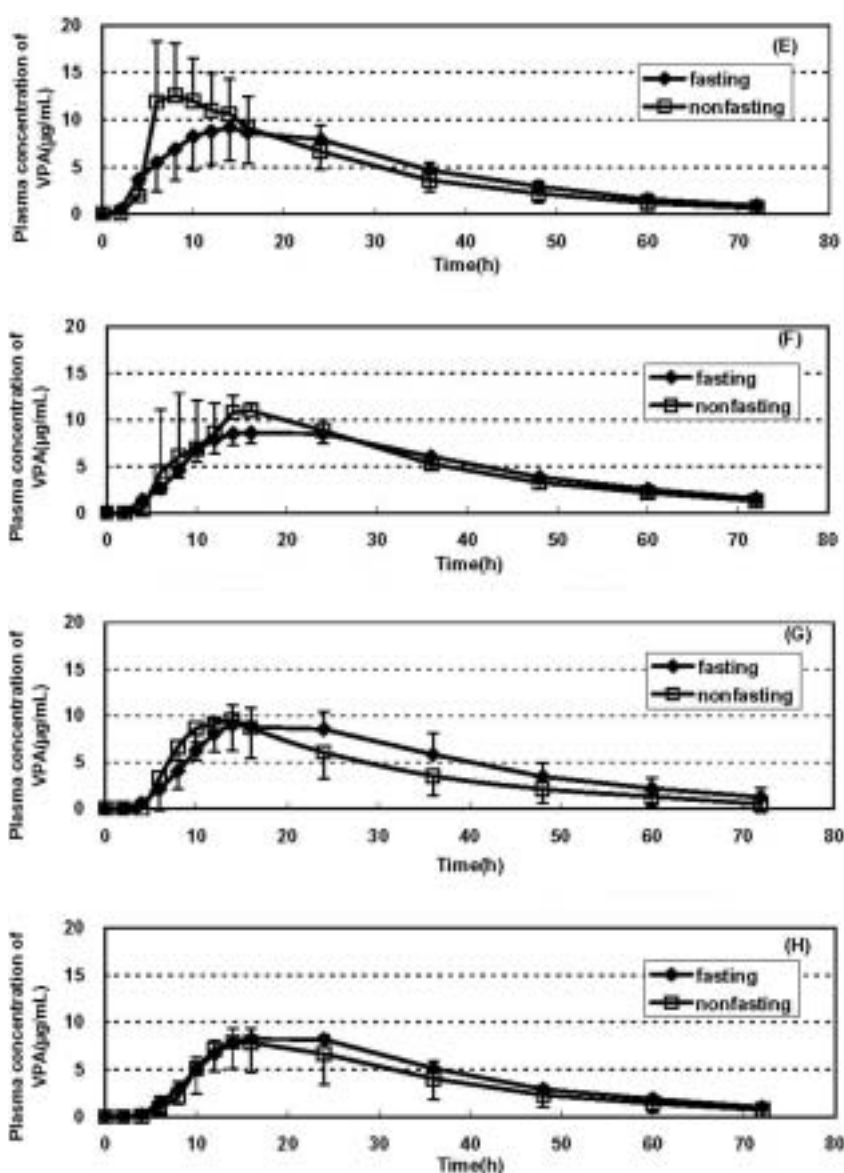 20
(E)
Plasma concentration of
VPA(µg/mL)
15
fasting
nonfasting
10
5
0
0 10 20 30 40 50 60 70 80
Time(h)
20
(F)
Plasma concentration of
VPA(µg/mL)
15
fasting
nonfasting
10
5
0
0 10 20 30 40 50 60 70 80
Time(h)
20
(G)
Plasma concentration of
VPA(µg/mL)
15
fasting
nonfasting
10
5
0
0 10 20 30 40 50 60 70 80
Time(h)
20
(H)
Plasma concentration of
VPA(µg/mL)
15
fasting
nonfasting
10
5
0
0 10 20 30 40 50 60 70 80
Time(h)